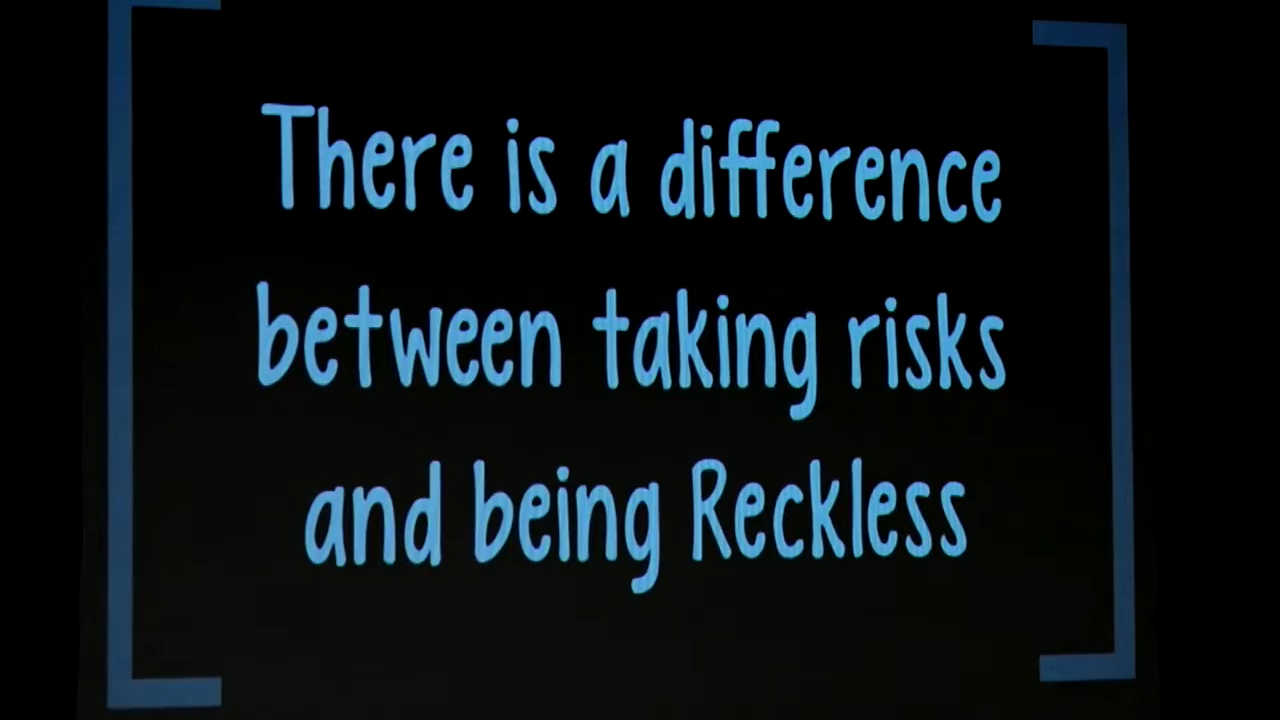 There is a difference
between taking risks
and being Reckless